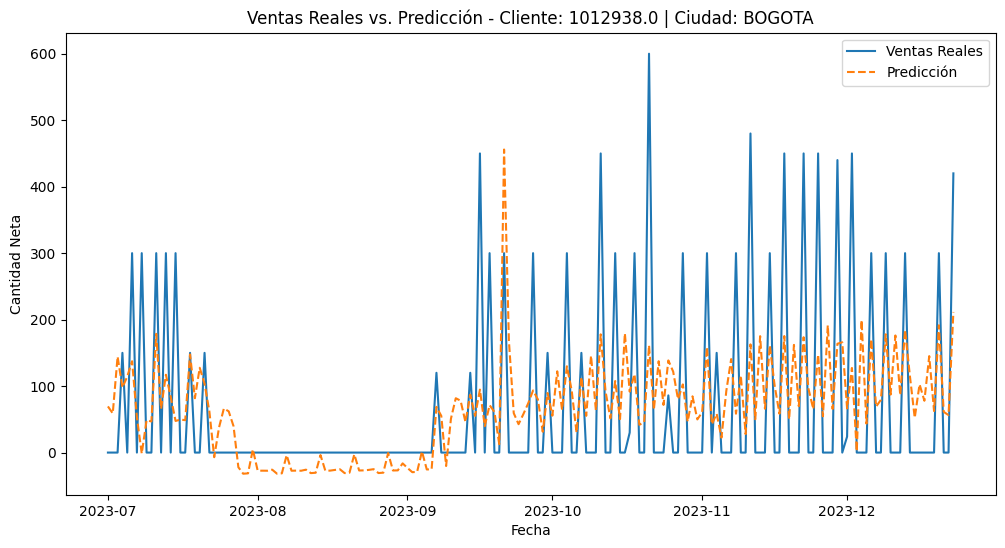 Ventas Reales vs. Predicción - Cliente: 1012938.0 | Ciudad: BOGOTA
Ventas Reales
Predicción
Cantidad Neta
600
500
400
300
200
100
0
2023-07
2023-08
2023-09
2023-10
2023-11
2023-12
Fecha